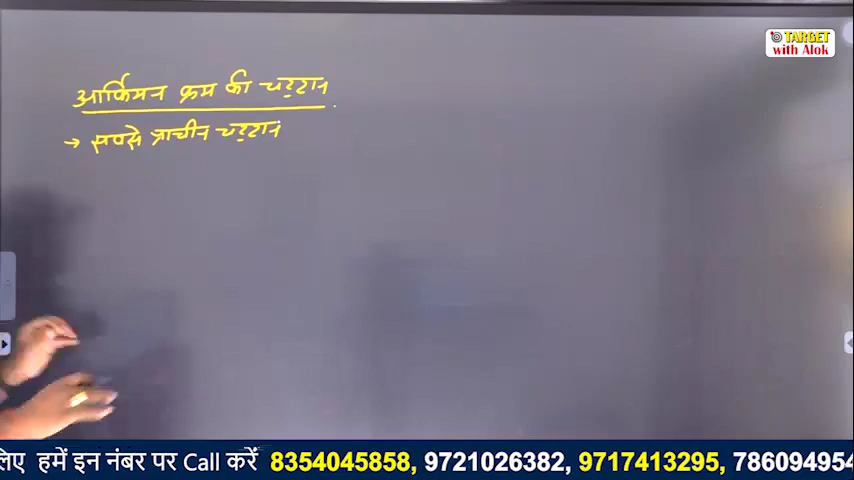 TARGET
with Alok
आर्कियन क्रम की चट्टान
→ सबसे प्राचीन चट्टान
लिए हमें इन नंबर पर Call करें 8354045858, 9721026382, 9717413295, 786094954